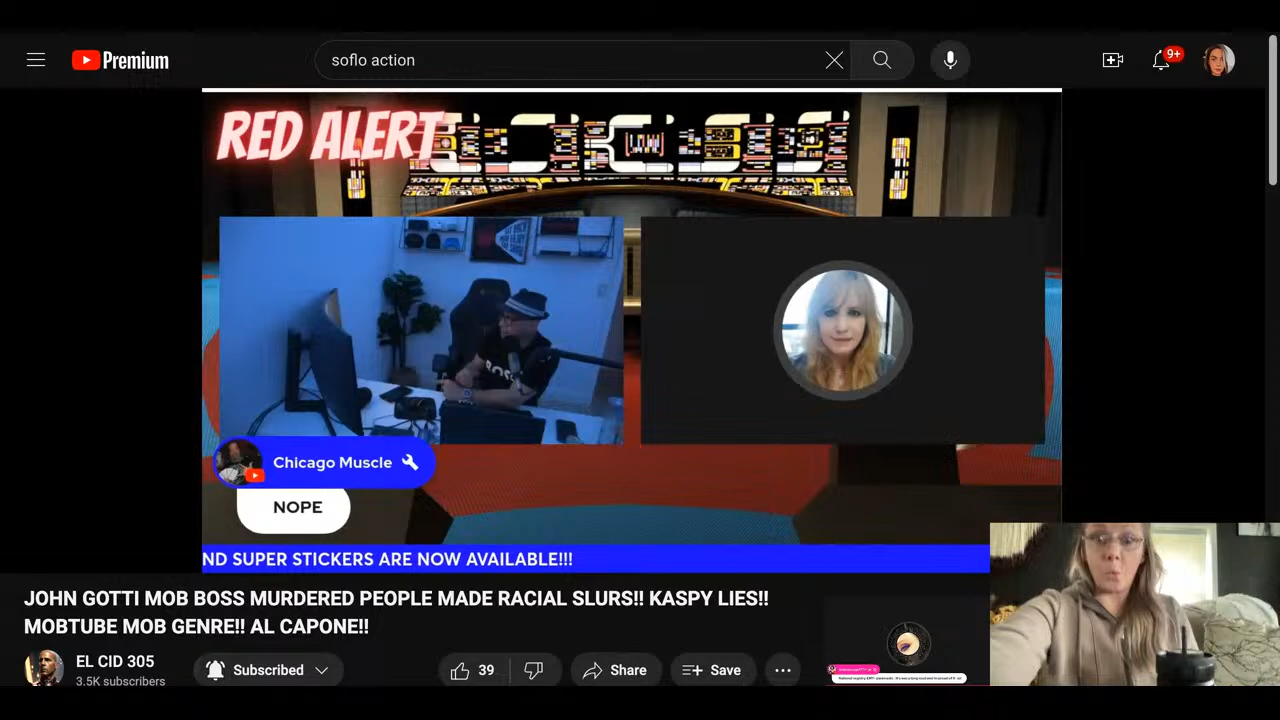 Premium
soflo action
9+
RED ALERT
Chicago Muscle
NOPE
ND SUPER STICKERS ARE NOW AVAILABLE!!!
JOHN GOTTI MOB BOSS MURDERED PEOPLE MADE RACIAL SLURS!! KASPY LIES!!
MOBTUBE MOB GENRE!! AL CAPONE!!
EL CID 305
3.5K subscribers
Subscribed
39
Share
Save